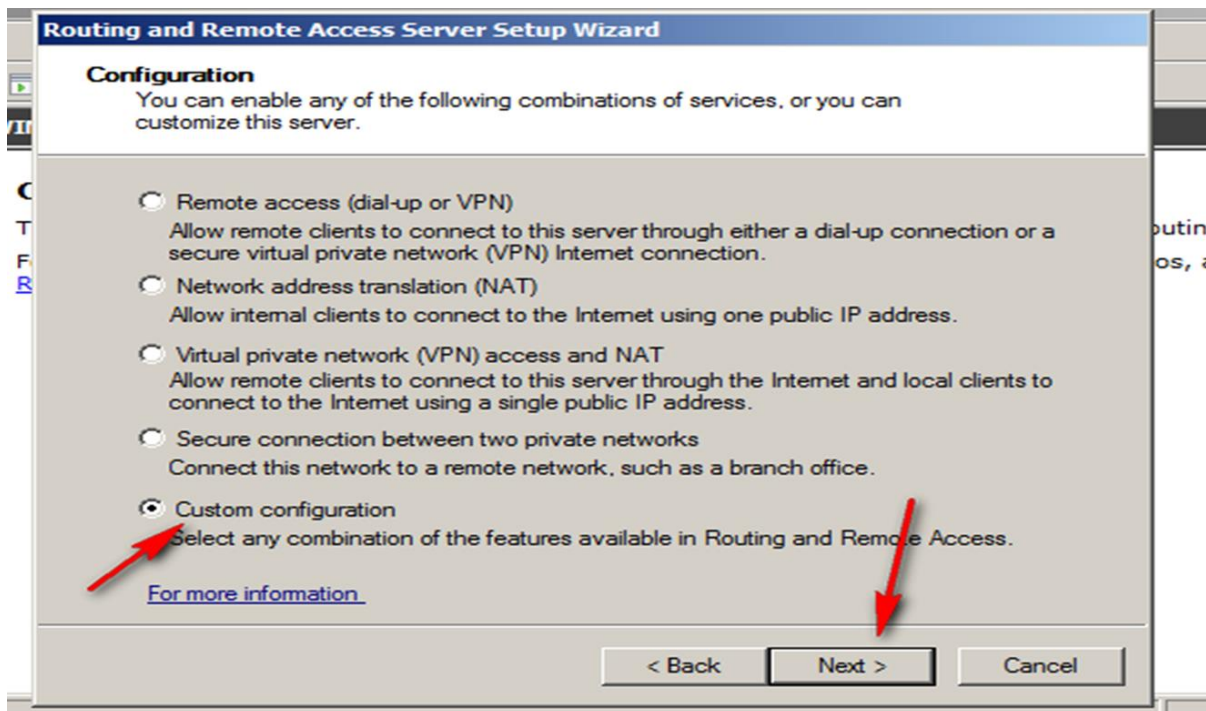 Routing and Remote Access Server Setup Wizard
Configuration
You can enable any of the following combinations of services, or you can
customize this server.
Remote access (dial-up or VPN)
Allow remote clients to connect to this server through either a dial-up connection or a
secure virtual private network (VPN) Internet connection.
Network address translation (NAT)
Allow internal clients to connect to the Internet using one public IP address.
Virtual private network (VPN) access and NAT
Allow remote clients to connect to this server through the Internet and local clients to
connect to the Internet using a single public IP address.
Secure connection between two private networks
Connect this network to a remote network, such as a branch office.
Custom configuration
Select any combination of the features available in Routing and Remote Access.
For more information
< Back
Next >
Cancel